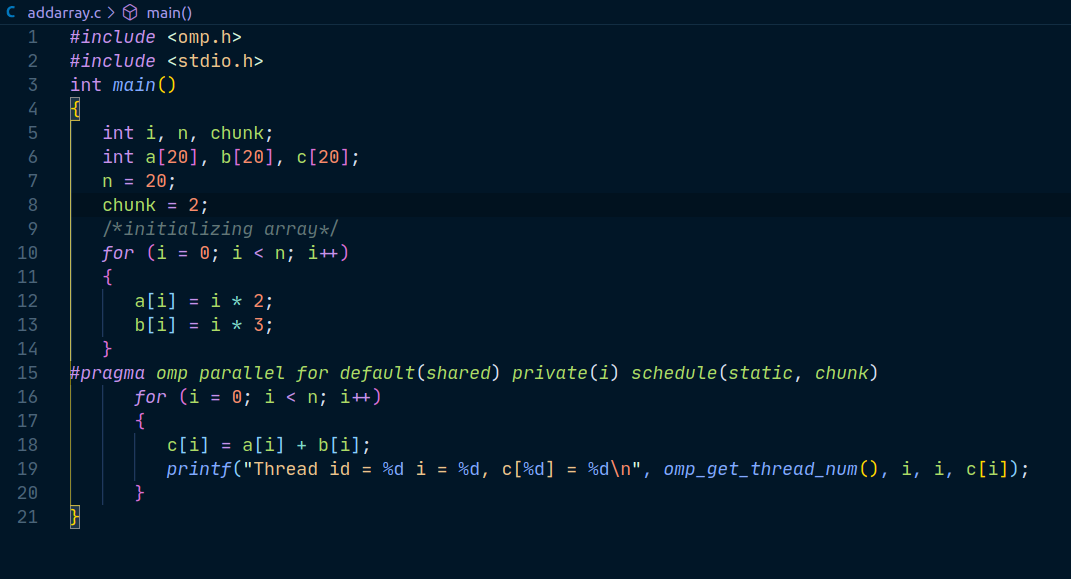 C addarray.c > main()
1 #include <omp.h>
2 #include <stdio.h>
3 int main()
4 {
5    int i, n, chunk;
6    int a[20], b[20], c[20];
7    n = 20;
8    chunk = 2;
9    /*initializing array*/
10    for (i = 0; i < n; i++)
11    {
12       a[i] = i * 2;
13       b[i] = i * 3;
14    }
15 #pragma omp parallel for default(shared) private(i) schedule(static, chunk)
16       for (i = 0; i < n; i++)
17       {
18          c[i] = a[i] + b[i];
19          printf("Thread id = %d i = %d, c[%d] = %d\n", omp_get_thread_num(), i, i, c[i]);
20       }
21 }